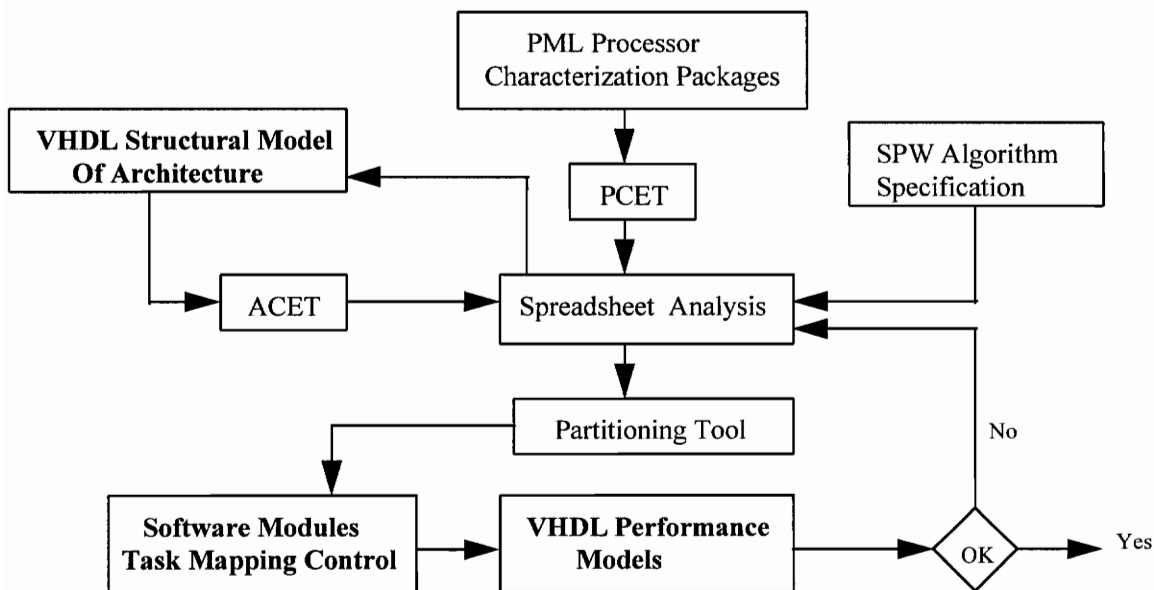 PML Processor
Characterization Packages
VHDL Structural Model
Of Architecture
SPW Algorithm
Specification
PCET
ACET
Spreadsheet Analysis
Partitioning Tool
No
Software Modules
Task Mapping Control
VHDL Performance
Models
OK
Yes